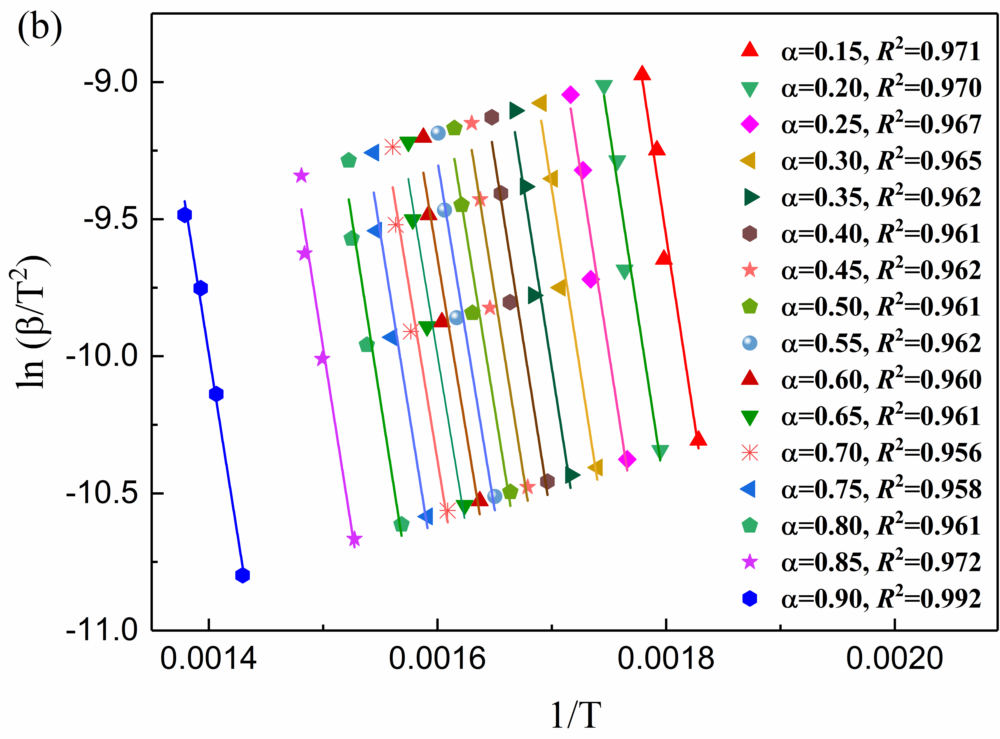 (b)
α=0.15, R²=0.971
α=0.20, R²=0.970
α=0.25, R²=0.967
α=0.30, R²=0.965
α=0.35, R²=0.962
α=0.40, R²=0.961
α=0.45, R²=0.962
α=0.50, R²=0.961
α=0.55, R²=0.962
α=0.60, R²=0.960
α=0.65, R²=0.961
α=0.70, R²=0.956
α=0.75, R²=0.958
α=0.80, R²=0.961
α=0.85, R²=0.972
α=0.90, R²=0.992
ln (β/T²)
-9.0
-9.5
-10.0
-10.5
-11.0
0.0014 0.0016 0.0018 0.0020
1/T